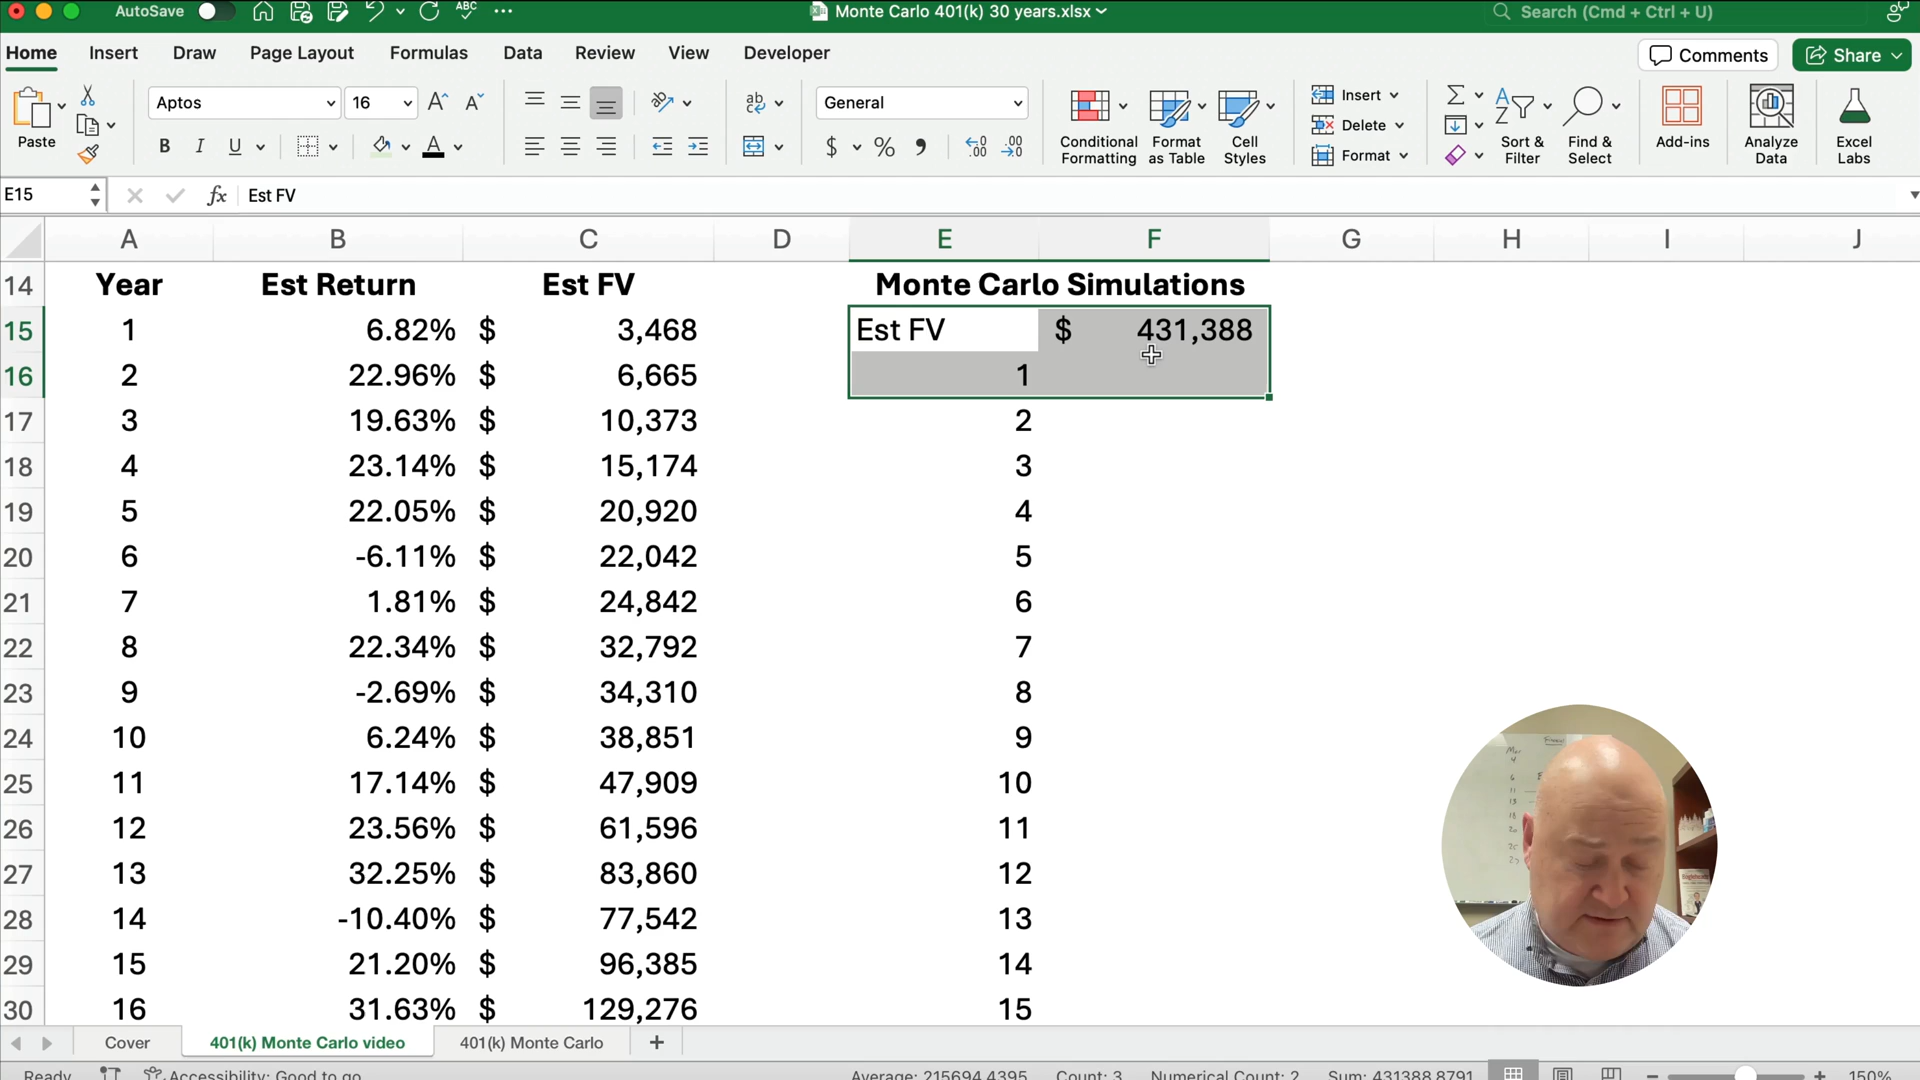 AutoSave
ABC
Monte Carlo 401(k) 30 years.xlsx
Search (Cmd + Ctrl + U)
Home Insert Draw Page Layout Formulas Data Review View Developer
Comments
Share
Paste
Aptos
16
General
Conditional Formatting
Format as Table
Cell Styles
Insert
Delete
Format
Sort & Filter
Find & Select
Add-ins
Analyze Data
Excel Labs
E15 fx Est FV
A B C D E F G H I J
14 Year Est Return Est FV Monte Carlo Simulations
15 1 6.82% $ 3,468 Est FV $ 431,388
16 2 22.96% $ 6,665 1
17 3 19.63% $ 10,373 2
18 4 23.14% $ 15,174 3
19 5 22.05% $ 20,920 4
20 6 -6.11% $ 22,042 5
21 7 1.81% $ 24,842 6
22 8 22.34% $ 32,792 7
23 9 -2.69% $ 34,310 8
24 10 6.24% $ 38,851 9
25 11 17.14% $ 47,909 10
26 12 23.56% $ 61,596 11
27 13 32.25% $ 83,860 12
28 14 -10.40% $ 77,542 13
29 15 21.20% $ 96,385 14
30 16 31.63% $ 129,276 15
Cover 401(k) Monte Carlo video 401(k) Monte Carlo
Ready Accessibility: Good to go Average: 215694.4395 Count: 3 Numerical Count: 2 Sum: 431388.8791 150%